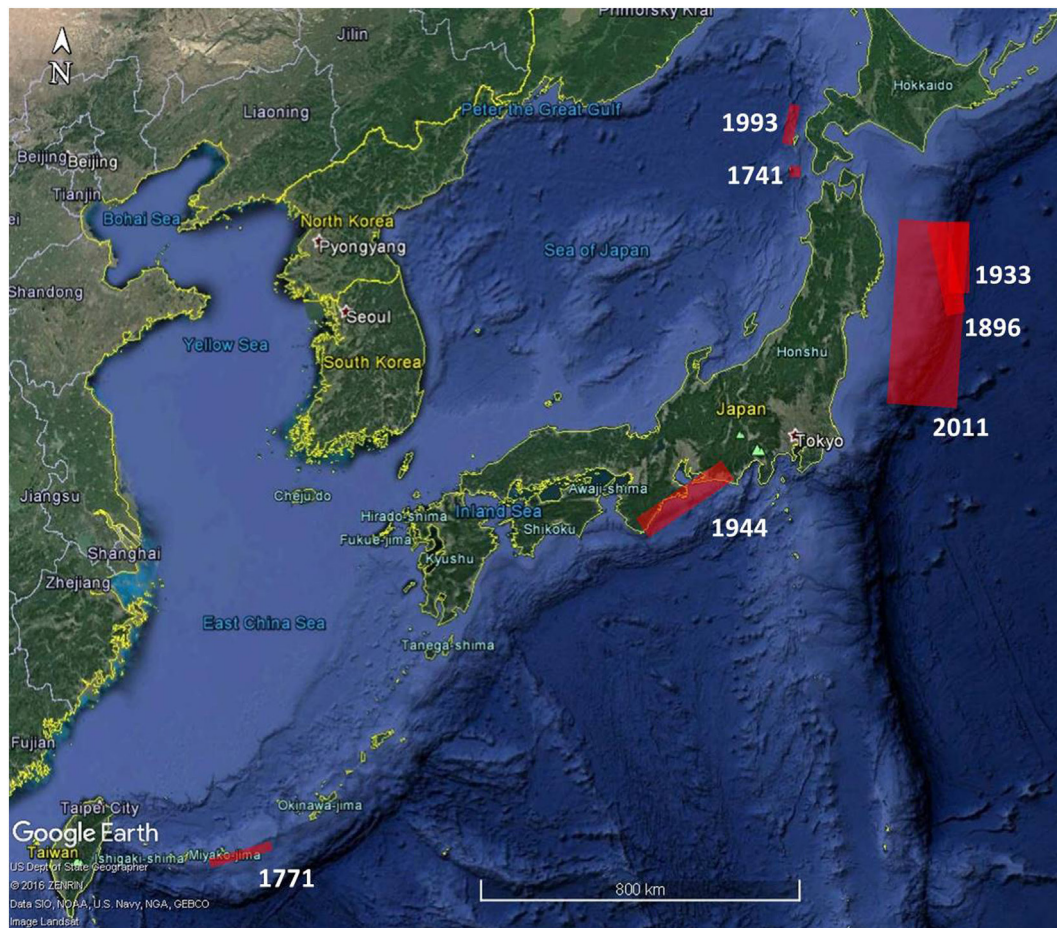 Primorsky Krai
Jilin
N
Hokkaido
Liaoning
Peter the Great Gulf
1993
Beijing Beijing
1741
Tianjin
Bohai Sea
North Korea
Pyongyang
Sea of Japan
Shandong
1933
Seoul
1896
Yellow Sea
Honshu
South Korea
Japan
2011
Tokyo
Jiangsu
Cheju do
Awaji-shima
Hirado-shima
Inland Sea
1944
Shikoku
Fukue-jima
Shanghai
Kyushu
Zhejiang
East China Sea
Tanega-shima
Fujian
Taipei City
Okinawa-jima
Google Earth
Taiwan
Ishigaki-shima
Miyako-jima
US Dept of State Geographer
1771
© 2016 ZENRIN
800 km
Data SIO, NOAA, U.S. Navy, NGA, GEBCO
Image Landsat